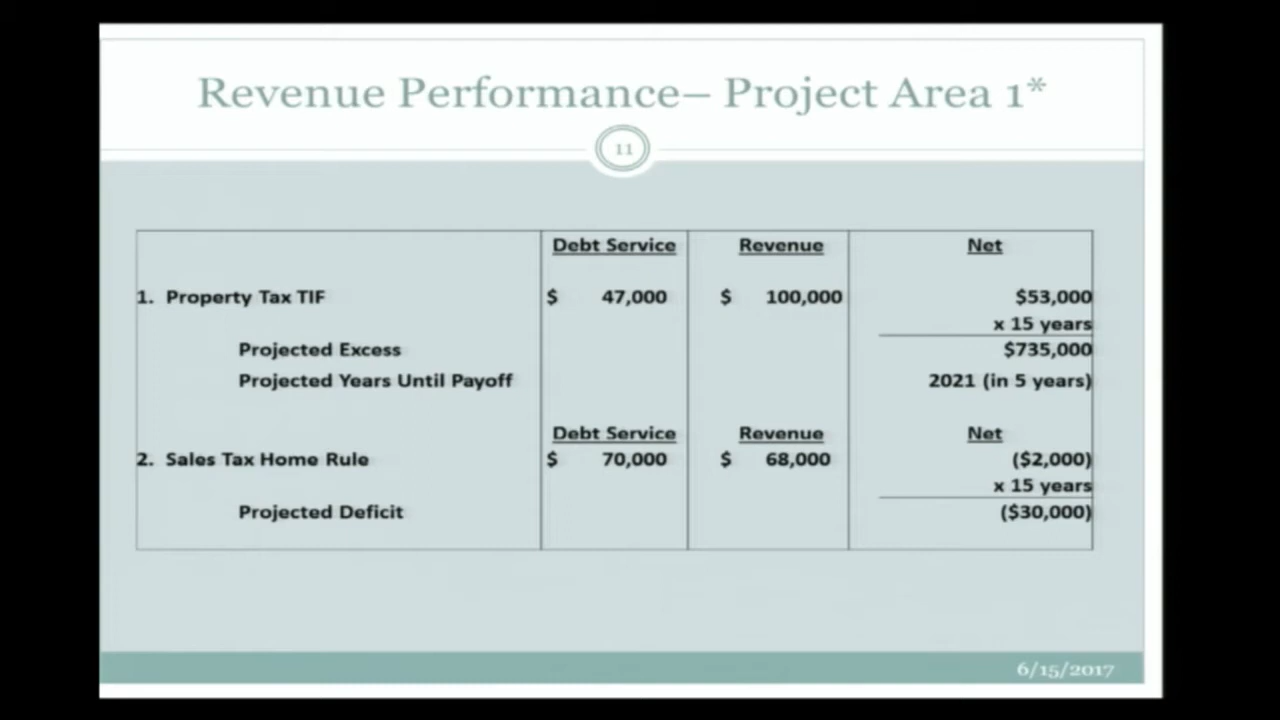 Revenue Performance– Project Area 1*
11
Debt Service Revenue Net
1. Property Tax TIF $ 47,000 $ 100,000 $53,000
x 15 years
Projected Excess $735,000
Projected Years Until Payoff 2021 (in 5 years)
Debt Service Revenue Net
2. Sales Tax Home Rule $ 70,000 $ 68,000 ($2,000)
x 15 years
Projected Deficit ($30,000)
6/15/2017